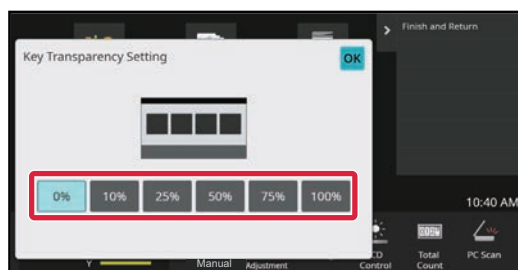 Finish and Return
Key Transparency Setting
OK
0%
10%
25%
50%
75%
100%
10:40 AM
Y
Manual
Adjustment
CD
Control
Total
Count
PC Scan